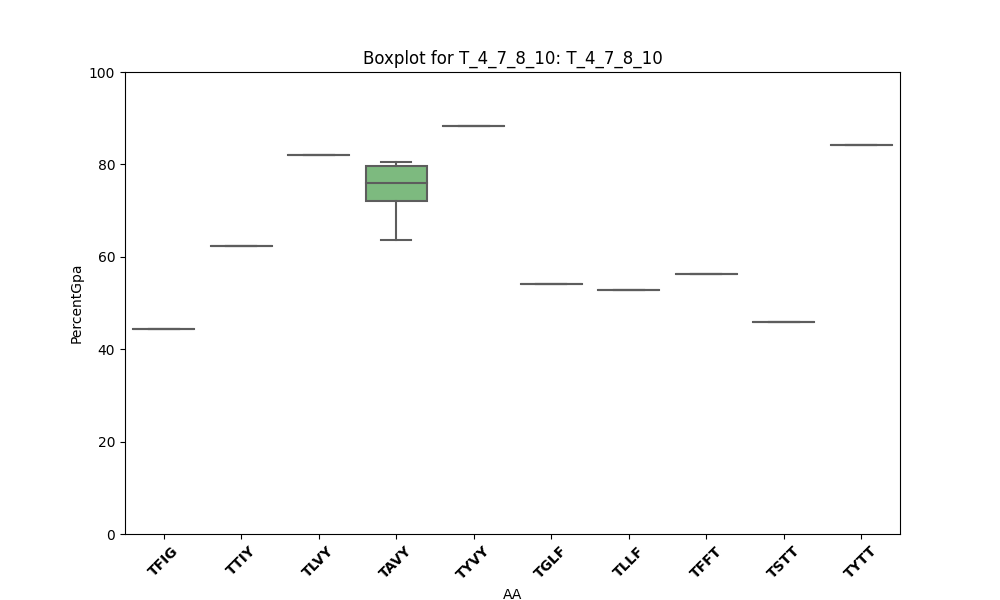 Boxplot for T_4_7_8_10: T_4_7_8_10
100
80
60
40
20
0
PercentGpa
TFIG
TTIY
TLVY
TAVY
TYVY
TGLF
TLLF
TFFT
TSTT
TYTT
AA